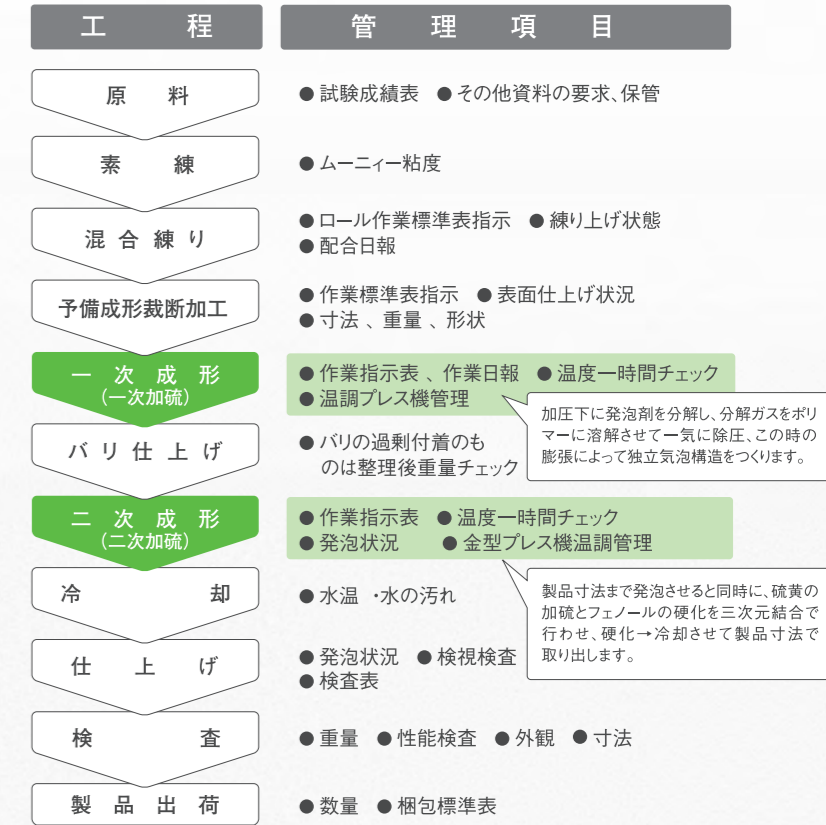 工程 管理項目
原料 ●試験成績表 ●その他資料の要求、保管
素練 ●ムーニィー粘度
混合練り ●ロール作業標準表指示 ●練り上げ状態
●配合日報
予備成形裁断加工 ●作業標準表指示 ●表面仕上げ状況
●寸法、重量、形状
一次成形 ●作業指示表、作業日報 ●温度一時間チェック
(一次加硫) ●温調プレス機管理
加圧下に発泡剤を分解し、分解ガスをポリ
マーに溶解させて一気に除圧、この時の
膨張によって独立気泡構造をつくります。
バリ仕上げ ●バリの過剰付着のも
のは整理後重量チェック
二次成形 ●作業指示表 ●温度一時間チェック
(二次加硫) ●発泡状況 ●金型プレス機温調管理
製品寸法まで発泡させると同時に、硫黄の
加硫とフェノールの硬化を三次元結合で
行わせ、硬化→冷却させて製品寸法で
取り出します。
冷却 ●水温・水の汚れ
仕上げ ●発泡状況 ●検視検査
●検査表
検査 ●重量 ●性能検査 ●外観 ●寸法
製品出荷 ●数量 ●梱包標準表